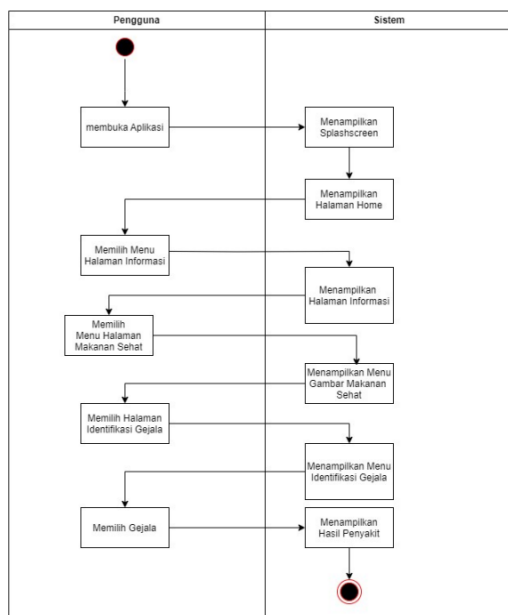 Pengguna
Sistem
membuka Aplikasi
Menampilkan
Splashscreen
Menampilkan
Halaman Home
Memilih Menu
Halaman Informasi
Menampilkan
Halaman Informasi
Memilih
Menu Halaman
Makanan Sehat
Menampilkan Menu
Gambar Makanan
Sehat
Memilih Halaman
Identifikasi Gejala
Menampilkan Menu
Identifikasi Gejala
Memilih Gejala
Menampilkan
Hasil Penyakit